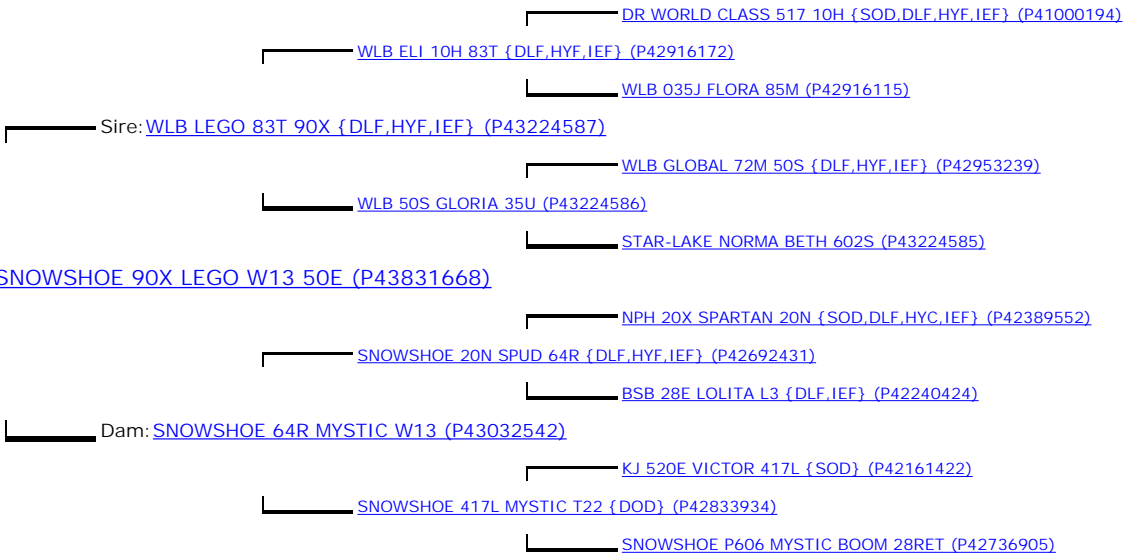 DR WORLD CLASS 517 10H {SOD,DLF,HYF,IEF} (P41000194)
WLB ELI 10H 83T {DLF,HYF,IEF} (P42916172)
WLB 035J FLORA 85M (P42916115)
Sire: WLB LEGO 83T 90X {DLF,HYF,IEF} (P43224587)
WLB GLOBAL 72M 50S {DLF,HYF,IEF} (P42953239)
WLB 50S GLORIA 35U (P43224586)
STAR-LAKE NORMA BETH 602S (P43224585)
SNOWSHOE 90X LEGO W13 50E (P43831668)
NPH 20X SPARTAN 20N {SOD,DLF,HYC,IEF} (P42389552)
SNOWSHOE 20N SPUD 64R {DLF,HYF,IEF} (P42692431)
BSB 28E LOLITA L3 {DLF,IEF} (P42240424)
Dam: SNOWSHOE 64R MYSTIC W13 (P43032542)
KJ 520E VICTOR 417L {SOD} (P42161422)
SNOWSHOE 417L MYSTIC T22 {DOD} (P42833934)
SNOWSHOE P606 MYSTIC BOOM 28RET (P42736905)